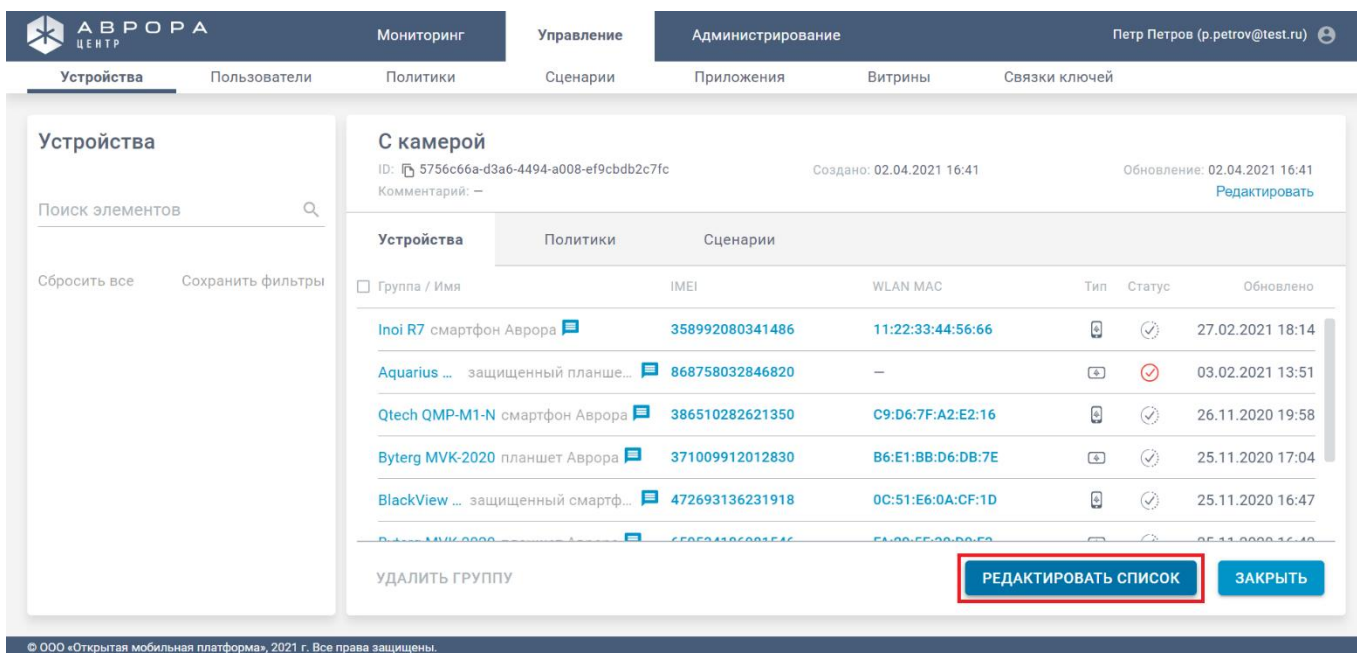 АВРОРА
ЦЕНТР
Мониторинг Управление Администрирование Петр Петров (p.petrov@test.ru)
Устройства Пользователи Политики Сценарии Приложения Витрины Связки ключей
Устройства
Поиск элементов
Сбросить все Сохранить фильтры
С камерой
ID: 5756c66a-d3a6-4494-a008-ef9cbdb2c7fc Создано: 02.04.2021 16:41 Обновление: 02.04.2021 16:41
Комментарий: — Редактировать
Устройства Политики Сценарии
Группа / Имя IMEI WLAN MAC Тип Статус Обновлено
Inoi R7 смартфон Аврора 358992080341486 11:22:33:44:56:66 27.02.2021 18:14
Aquarius ... защищенный планше... 868758032846820 — 03.02.2021 13:51
Qtech QMP-M1-N смартфон Аврора 386510282621350 C9:D6:7F:A2:E2:16 26.11.2020 19:58
Byterg MVK-2020 планшет Аврора 371009912012830 B6:E1:BB:D6:DB:7E 25.11.2020 17:04
BlackView ... защищенный смартф... 472693136231918 0C:51:E6:0A:CF:1D 25.11.2020 16:47
Byterg MVK-2020 планшет Аврора
УДАЛИТЬ ГРУППУ РЕДАКТИРОВАТЬ СПИСОК ЗАКРЫТЬ
© ООО «Открытая мобильная платформа», 2021 г. Все права защищены.